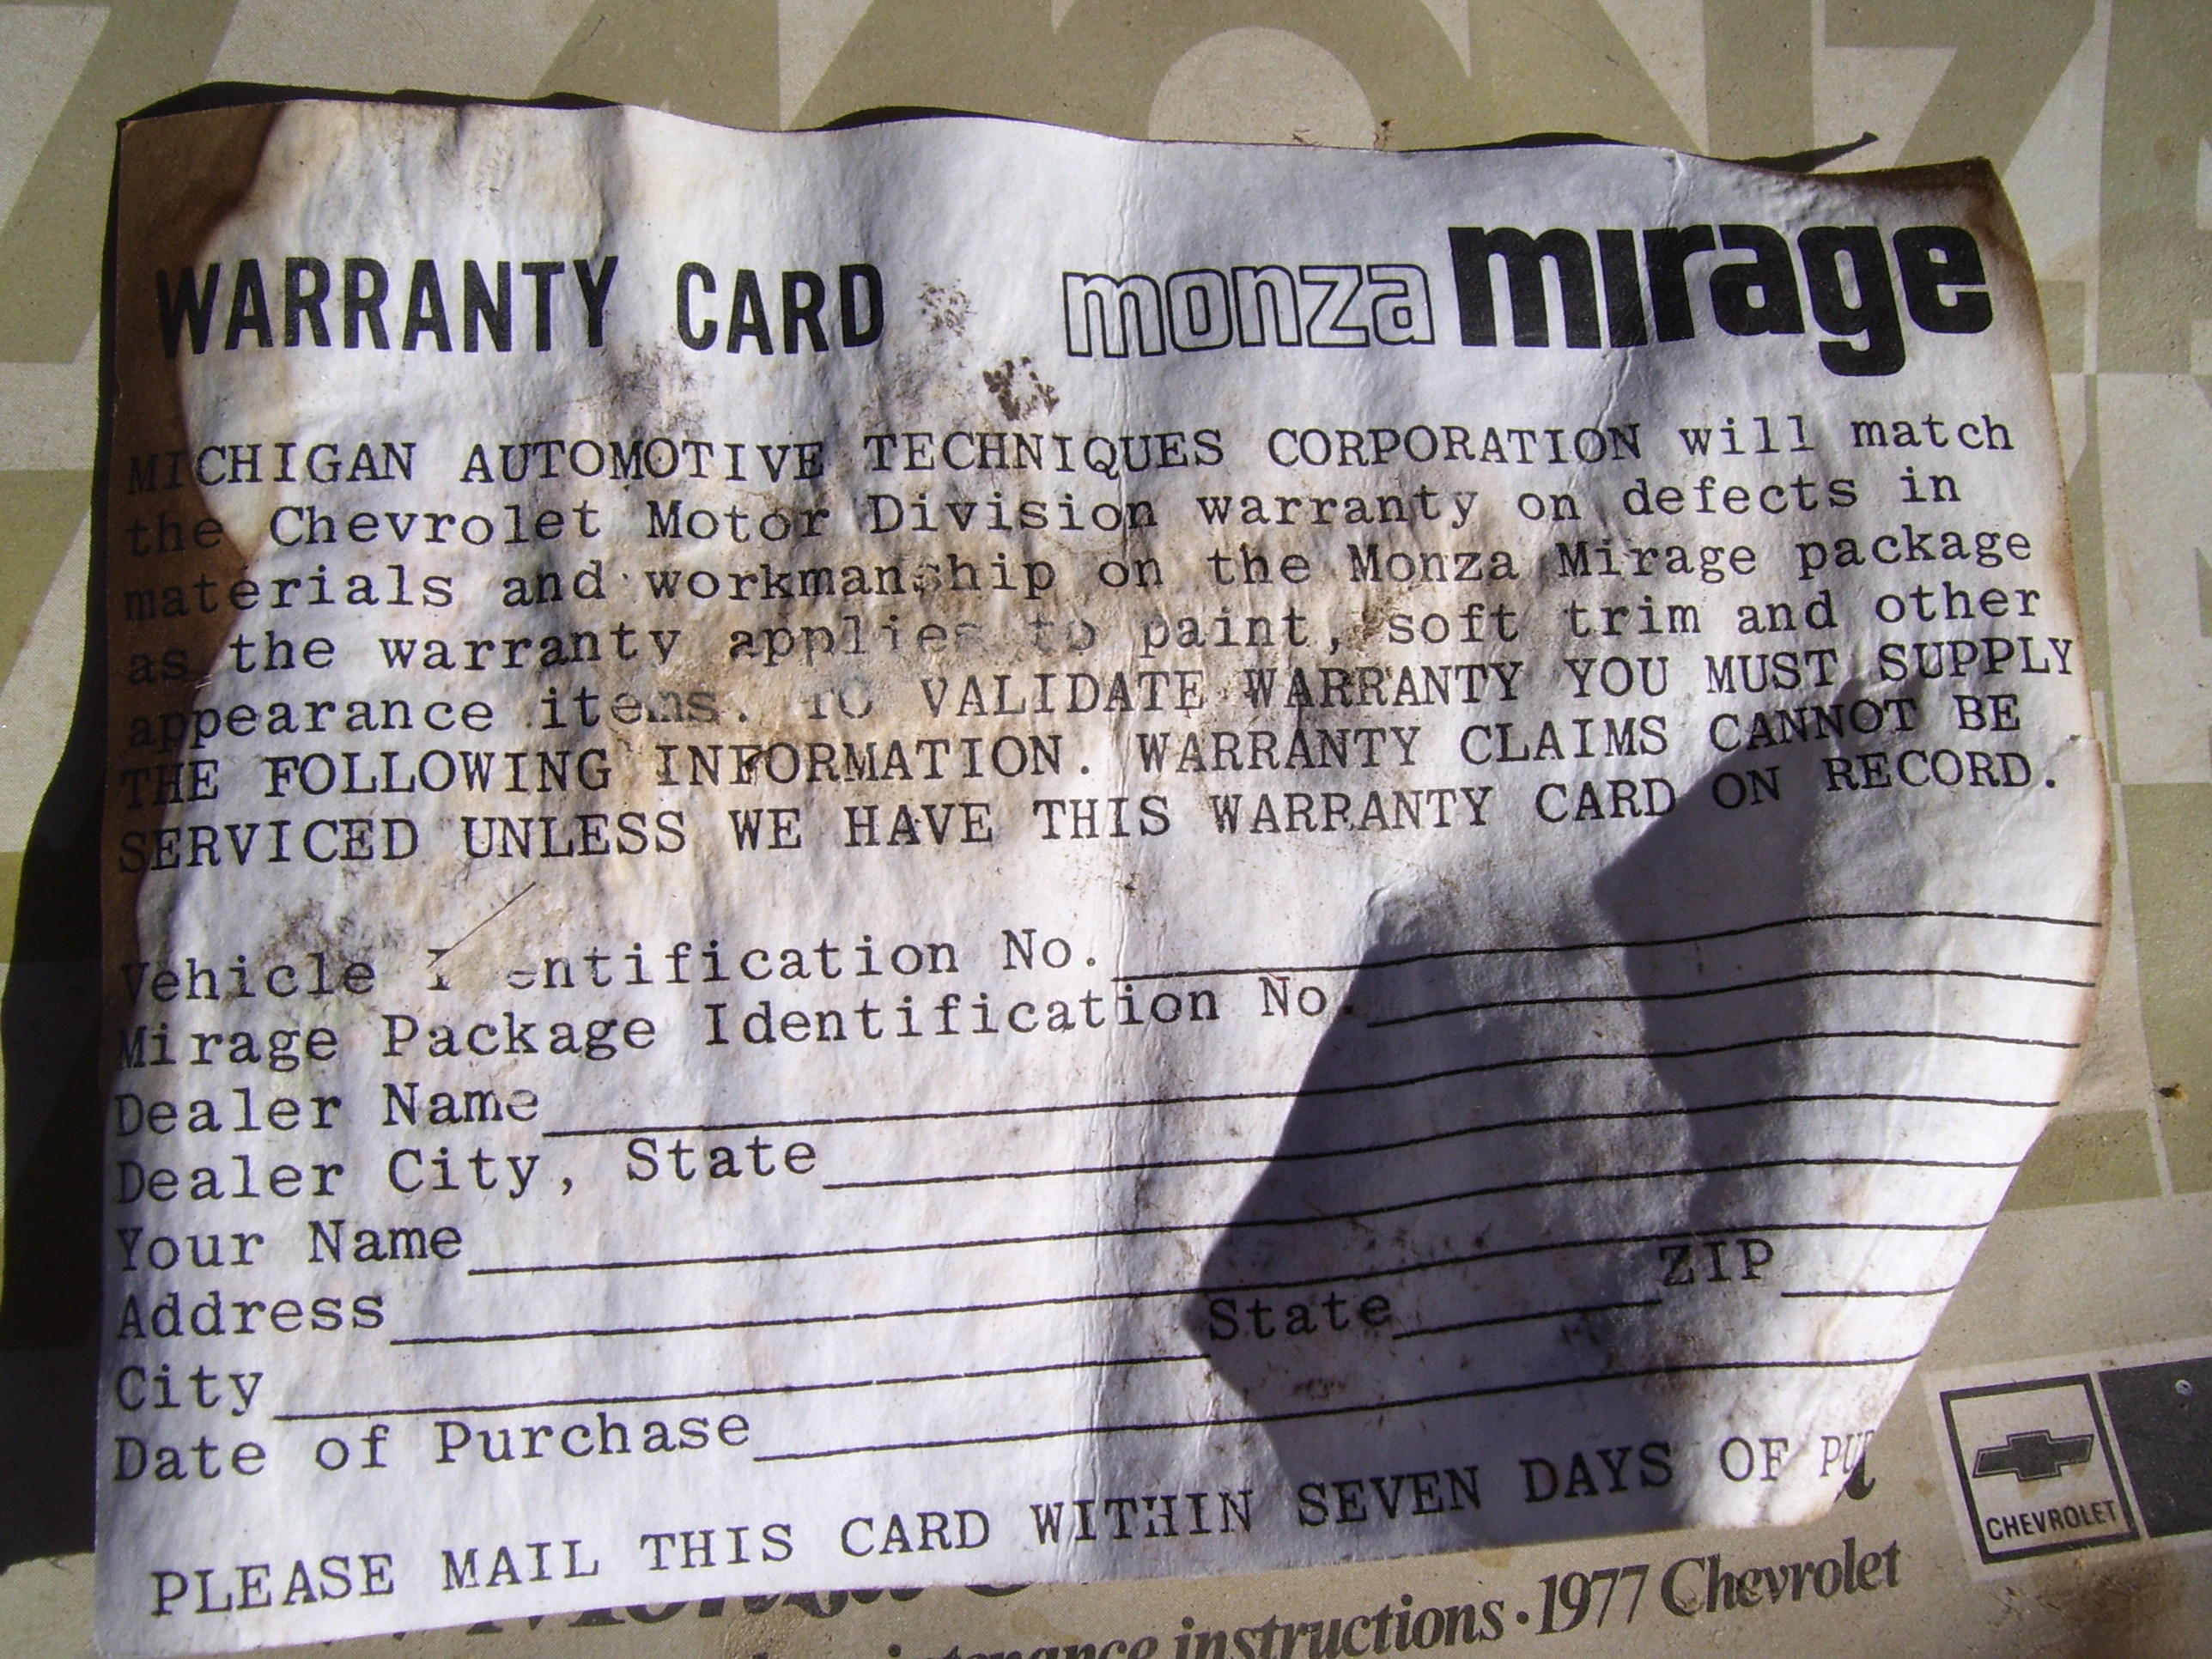 MONZA
WARRANTY CARD monza mirage
MICHIGAN AUTOMOTIVE TECHNIQUES CORPORATION will match
the Chevrolet Motor Division warranty on defects in
materials and workmanship on the Monza Mirage package
as the warranty applies to paint, soft trim and other
appearance items. TO VALIDATE WARRANTY YOU MUST SUPPLY
THE FOLLOWING INFORMATION. WARRANTY CLAIMS CANNOT BE
SERVICED UNLESS WE HAVE THIS WARRANTY CARD ON RECORD.
Vehicle Identification No.
Mirage Package Identification No.
Dealer Name
Dealer City, State
Your Name
Address
City State ZIP
Date of Purchase
PLEASE MAIL THIS CARD WITHIN SEVEN DAYS OF
CHEVROLET
instructions · 1977 Chevrolet